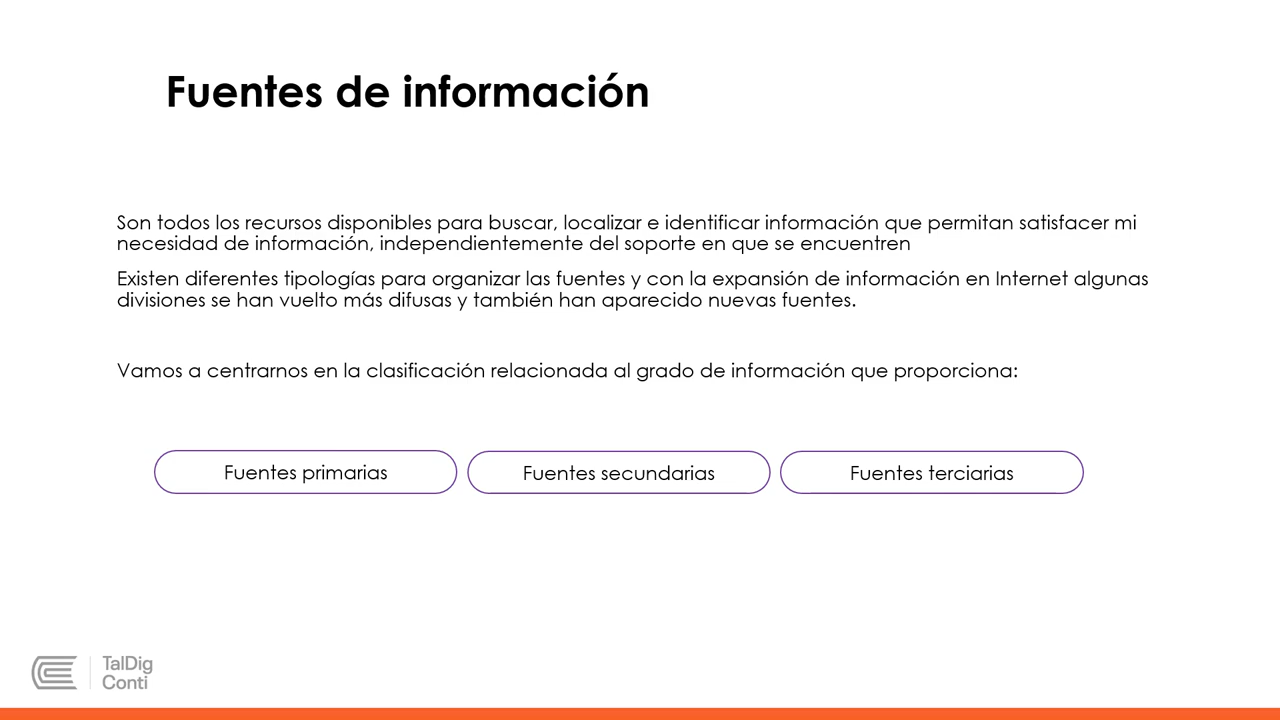 Fuentes de información
Son todos los recursos disponibles para buscar, localizar e identificar información que permitan satisfacer mi
necesidad de información, independientemente del soporte en que se encuentren
Existen diferentes tipologías para organizar las fuentes y con la expansión de información en Internet algunas
divisiones se han vuelto más difusas y también han aparecido nuevas fuentes.
Vamos a centrarnos en la clasificación relacionada al grado de información que proporciona:
Fuentes primarias
Fuentes secundarias
Fuentes terciarias
TalDig
Conti